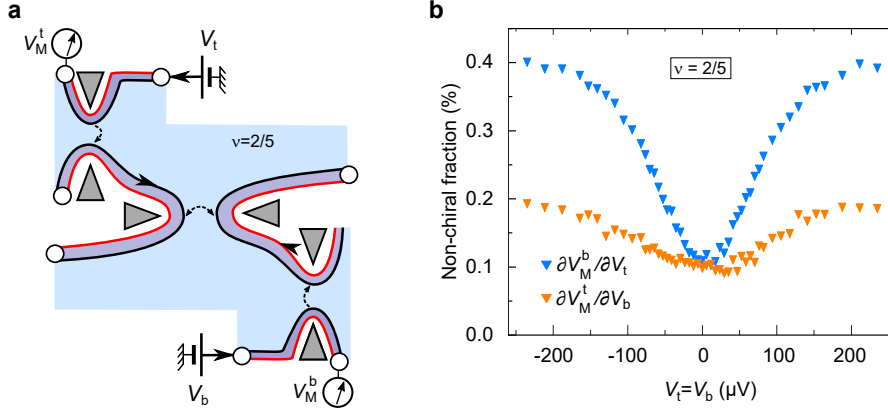 a
V_M^t
V_t
ν=2/5
V_b
V_M^b
b
Non-chiral fraction (%)
0.4
0.3
0.2
0.1
0.0
ν = 2/5
∂V_M^b/∂V_t
∂V_M^t/∂V_b
-200 -100 0 100 200
V_t=V_b (µV)